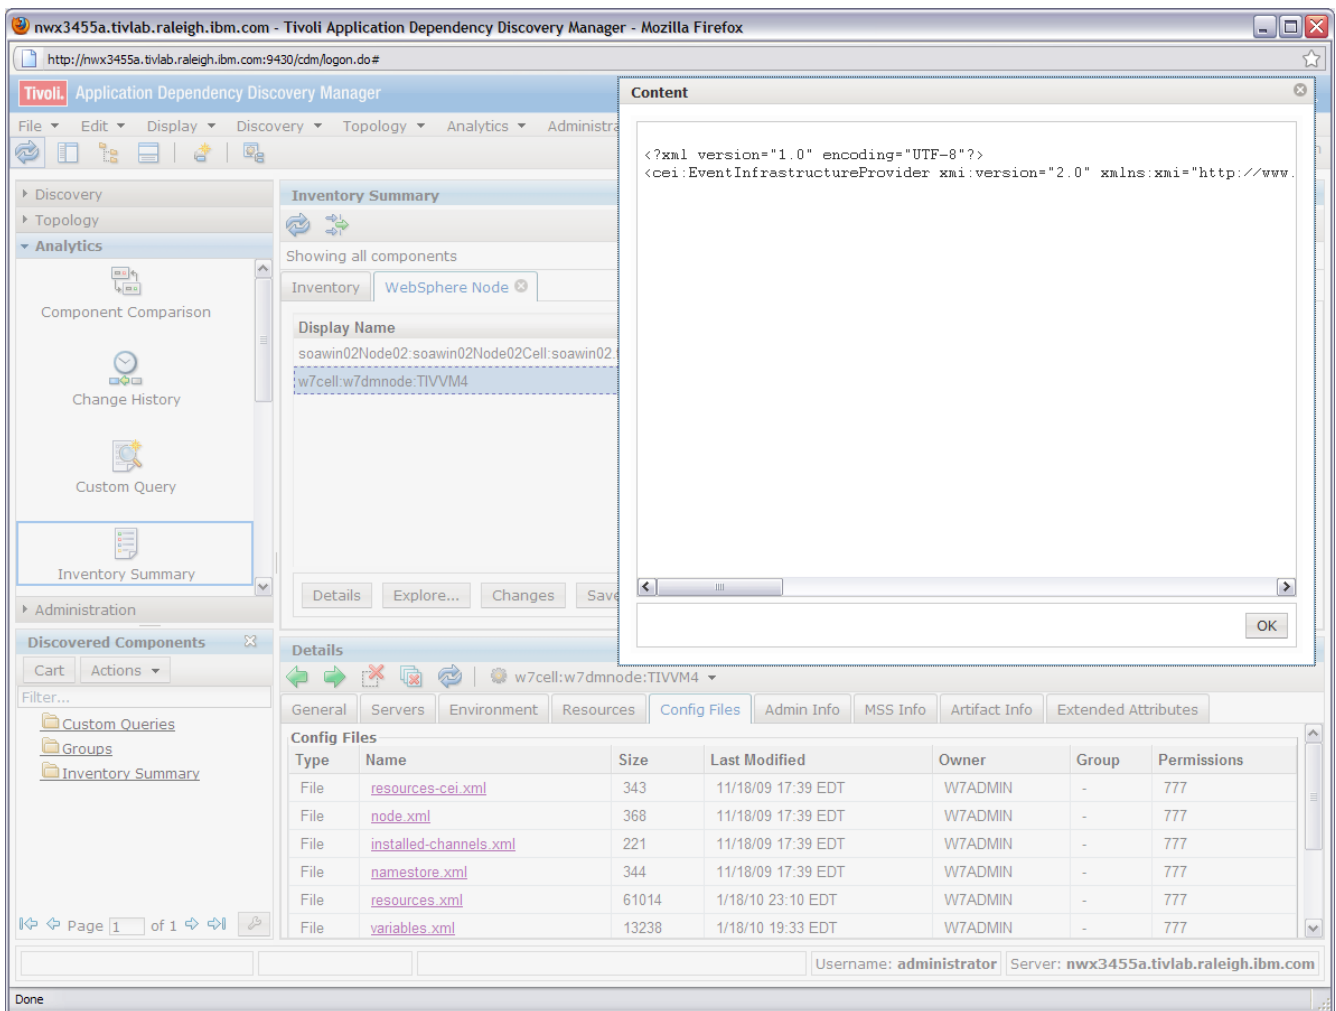 nwx3455a.tivlab.raleigh.ibm.com - Tivoli Application Dependency Discovery Manager - Mozilla Firefox
http://nwx3455a.tivlab.raleigh.ibm.com:9430/cdm/logon.do#
Tivoli. Application Dependency Discovery Manager
File Edit Display Discovery Topology Analytics Administra
Discovery
Topology
Analytics
Component Comparison
Change History
Custom Query
Inventory Summary
Administration
Discovered Components
Cart Actions
Filter...
Custom Queries
Groups
Inventory Summary
Page 1 of 1
Inventory Summary
Showing all components
Inventory WebSphere Node
Display Name
soawin02Node02:soawin02Node02Cell:soawin02.
w7cell:w7dmnode:TIVVM4
Details Explore... Changes Save
Content
<?xml version="1.0" encoding="UTF-8"?>
<cei:EventInfrastructureProvider xmi:version="2.0" xmlns:xmi="http://www.
OK
Details
w7cell:w7dmnode:TIVVM4
General Servers Environment Resources Config Files Admin Info MSS Info Artifact Info Extended Attributes
Config Files
Type Name Size Last Modified Owner Group Permissions
File resources-cei.xml 343 11/18/09 17:39 EDT W7ADMIN - 777
File node.xml 368 11/18/09 17:39 EDT W7ADMIN - 777
File installed-channels.xml 221 11/18/09 17:39 EDT W7ADMIN - 777
File namestore.xml 344 11/18/09 17:39 EDT W7ADMIN - 777
File resources.xml 61014 1/18/10 23:10 EDT W7ADMIN - 777
File variables.xml 13238 1/18/10 19:33 EDT W7ADMIN - 777
Username: administrator Server: nwx3455a.tivlab.raleigh.ibm.com
Done